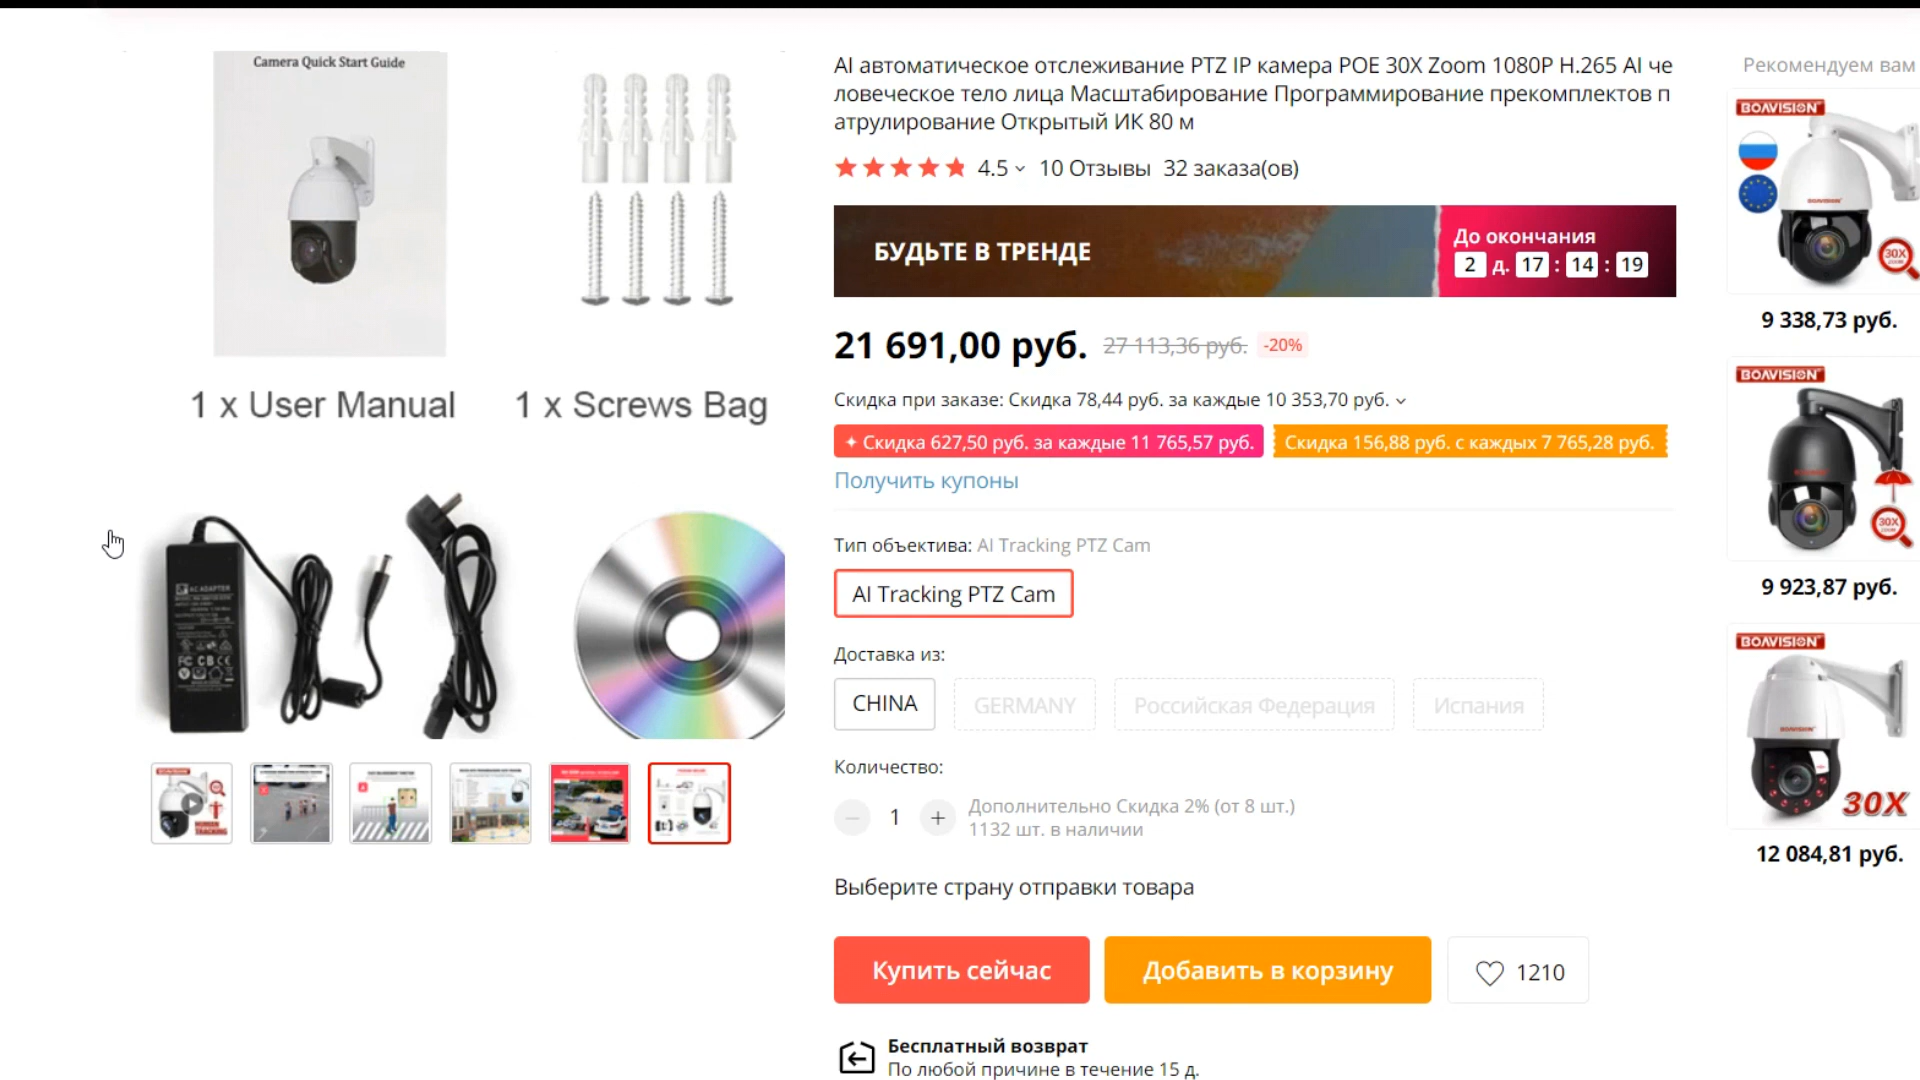 Camera Quick Start Guide
1 x User Manual
1 x Screws Bag
AC ADAPTER
AI автоматическое отслеживание PTZ IP камера POE 30X Zoom 1080P H.265 AI че
ловеческое тело лица Масштабирование Программирование прекомплектов п
атрулирование Открытый ИК 80 м
4.5
10 Отзывы
32 заказа(ов)
БУДЬТЕ В ТРЕНДЕ
До окончания
2 д. 17 : 14 : 19
21 691,00 руб. 27 113,36 руб. -20%
Скидка при заказе: Скидка 78,44 руб. за каждые 10 353,70 руб.
Скидка 627,50 руб. за каждые 11 765,57 руб.
Скидка 156,88 руб. с каждых 7 765,28 руб.
Получить купоны
Тип объектива: AI Tracking PTZ Cam
AI Tracking PTZ Cam
Доставка из:
CHINA
GERMANY
Российская Федерация
Испания
Количество:
1
Дополнительно Скидка 2% (от 8 шт.)
1132 шт. в наличии
Выберите страну отправки товара
Купить сейчас
Добавить в корзину
1210
Бесплатный возврат
По любой причине в течение 15 д.
Рекомендуем вам
BOAVISION
30X
9 338,73 руб.
BOAVISION
30X
9 923,87 руб.
BOAVISION
30X
12 084,81 руб.
HUMAN
TRACKING